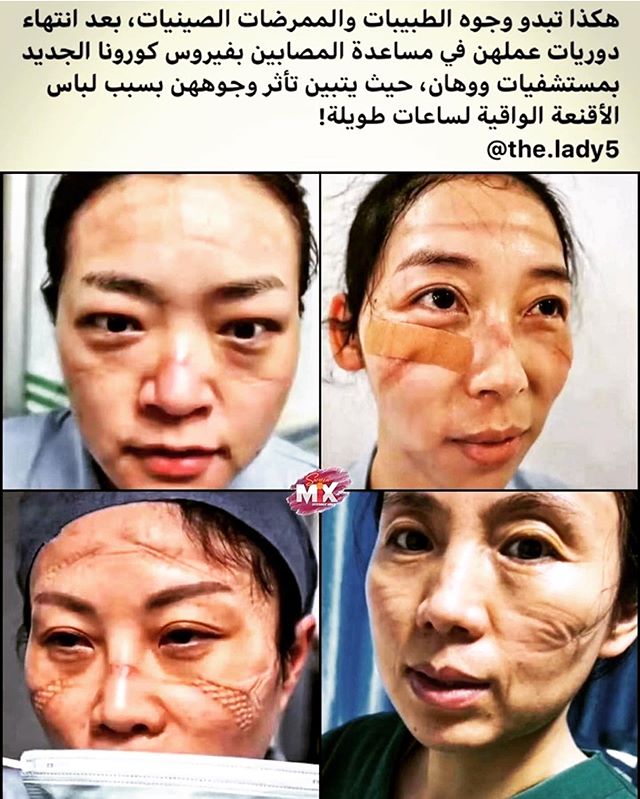 هكذا تبدو وجوه الطبيبات والممرضات الصينيات، بعد انتهاء
دوريات عملهن في مساعدة المصابين بفيروس كورونا الجديد
بمستشفيات ووهان، حيث يتبين تأثر وجوههن بسبب لباس
الأقنعة الواقية لساعات طويلة!
@the.lady5
MIX